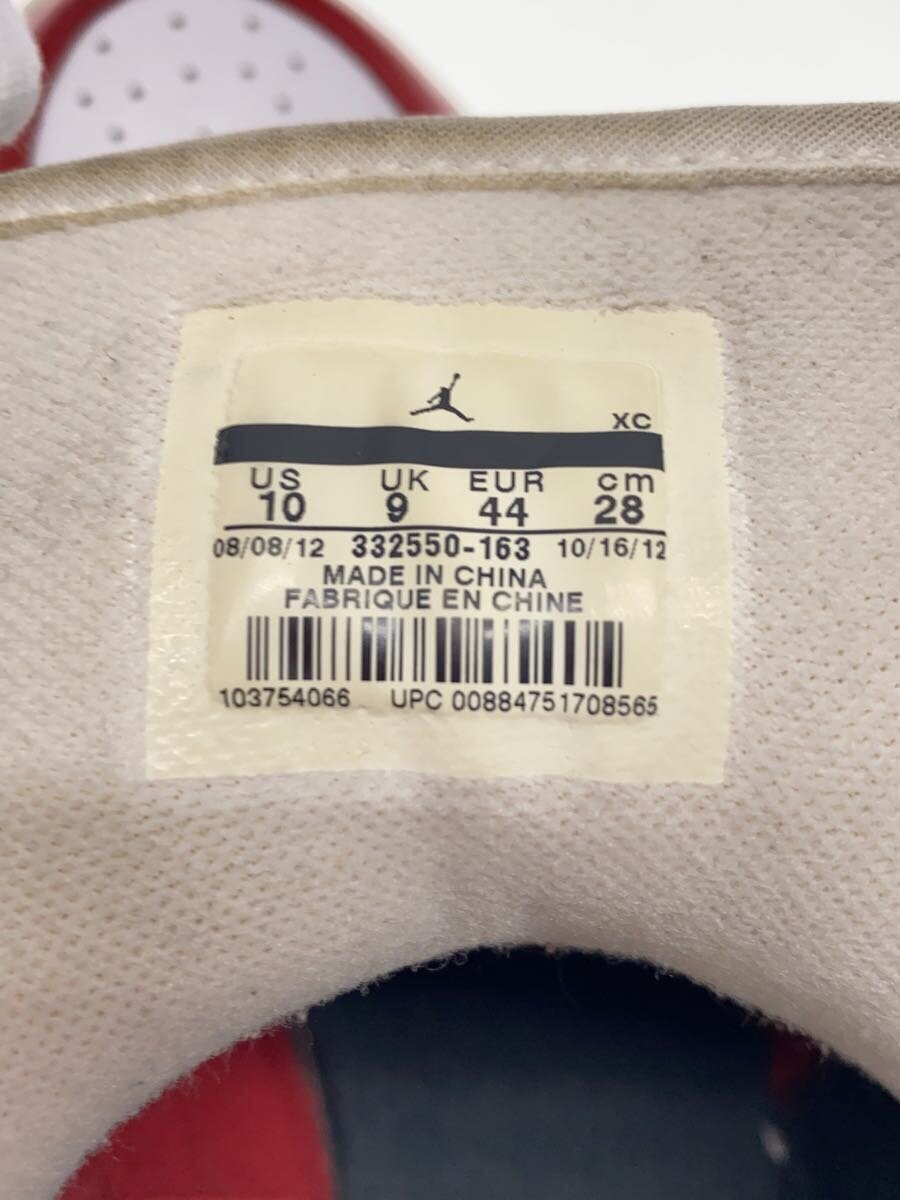 XC
US UK EUR cm
10 9 44 28
08/08/12 332550-163 10/16/12
MADE IN CHINA
FABRIQUE EN CHINE
103754066 UPC 00884751708565